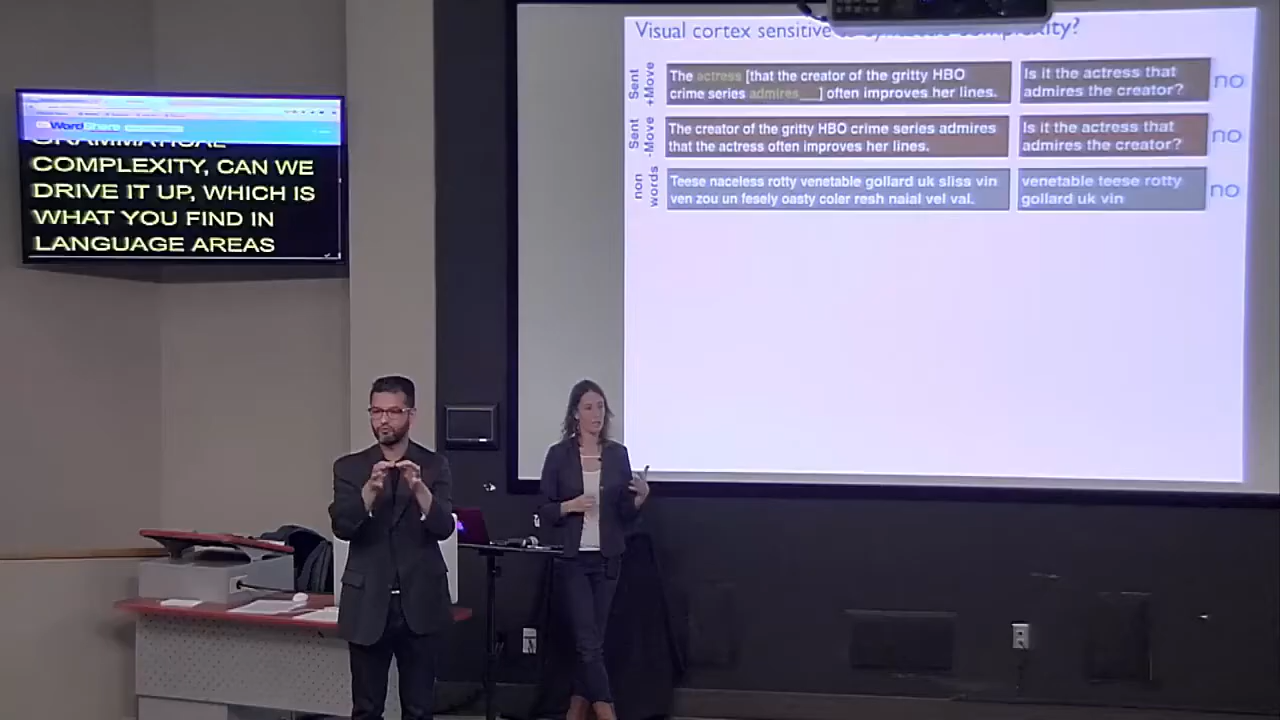 WordShare
COMPLEXITY, CAN WE
DRIVE IT UP, WHICH IS
WHAT YOU FIND IN
LANGUAGE AREAS
Visual cortex sensitive to syntactic complexity?
Sent
+Move
The actress [that the creator of the gritty HBO
crime series admires__] often improves her lines.
Is it the actress that
admires the creator?
no
Sent
-Move
The creator of the gritty HBO crime series admires
that the actress often improves her lines.
Is it the actress that
admires the creator?
no
non
words
Teese naceless rotty venetable gollard uk sliss vin
ven zou un fesely oasty coler resh naial vel val.
venetable teese rotty
gollard uk vin
no